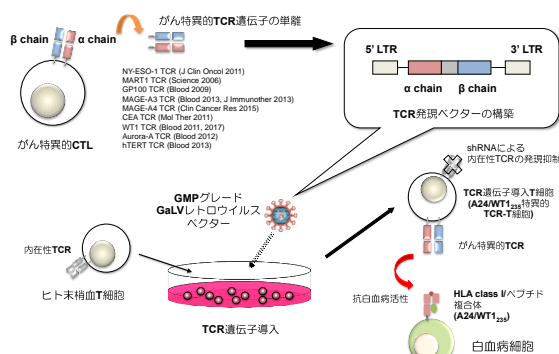 がん特異的TCR遺伝子の単離
β chain
α chain
がん特異的CTL
NY-ESO-1 TCR (J Clin Oncol 2011)
MART1 TCR (Science 2006)
GP100 TCR (Blood 2009)
MAGE-A3 TCR (Blood 2013, J Immunother 2013)
MAGE-A4 TCR (Clin Cancer Res 2015)
CEA TCR (Mol Ther 2011)
WT1 TCR (Blood 2011, 2017)
Aurora-A TCR (Blood 2012)
hTERT TCR (Blood 2013)
5' LTR
3' LTR
α chain
β chain
TCR発現ベクターの構築
shRNAによる
内在性TCRの発現抑制
TCR遺伝子導入T細胞
(A24/WT1235特異的
TCR-T細胞)
がん特異的TCR
GMPグレード
GaLVレトロウイルス
ベクター
内在性TCR
ヒト末梢血T細胞
TCR遺伝子導入
抗白血病活性
HLA class I/ペプチド
複合体
(A24/WT1235)
白血病細胞